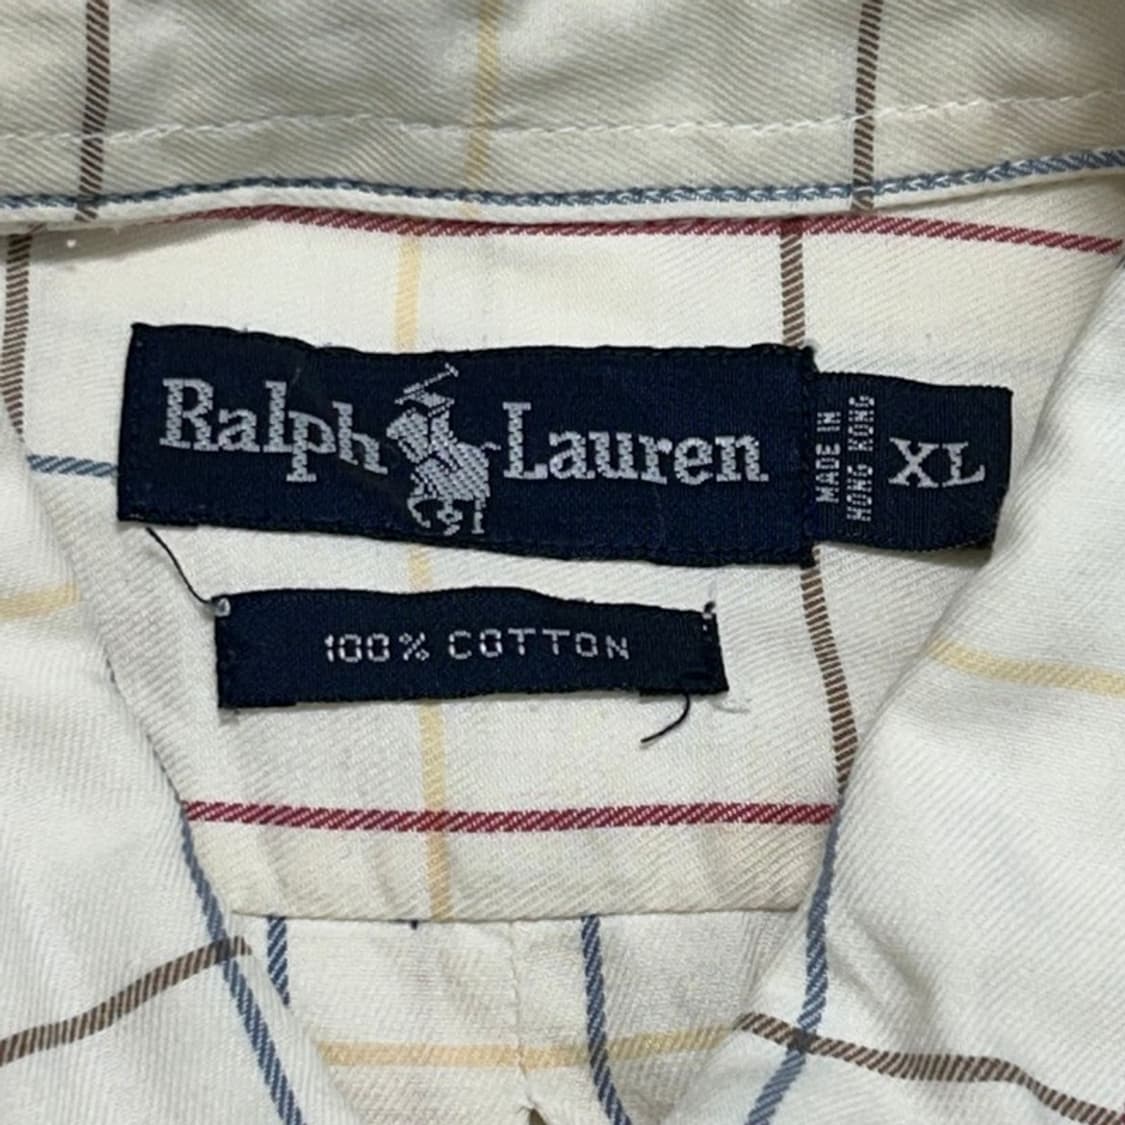 Ralph Lauren
MADE IN
HONG KONG
XL
100% COTTON